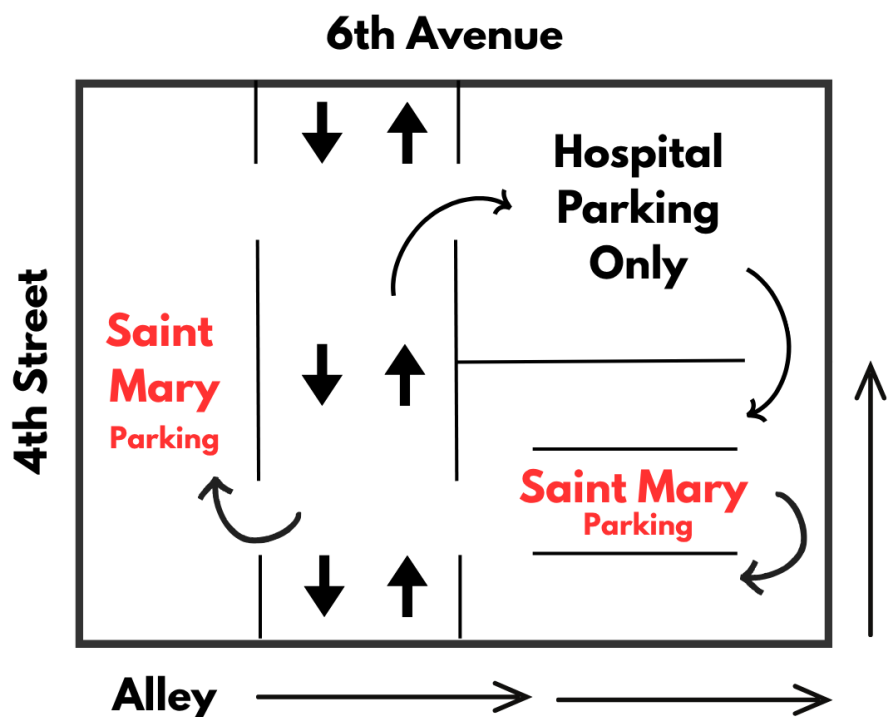 6th Avenue
Hospital
Parking
Only
4th Street
Saint
Mary
Parking
Saint Mary
Parking
Alley